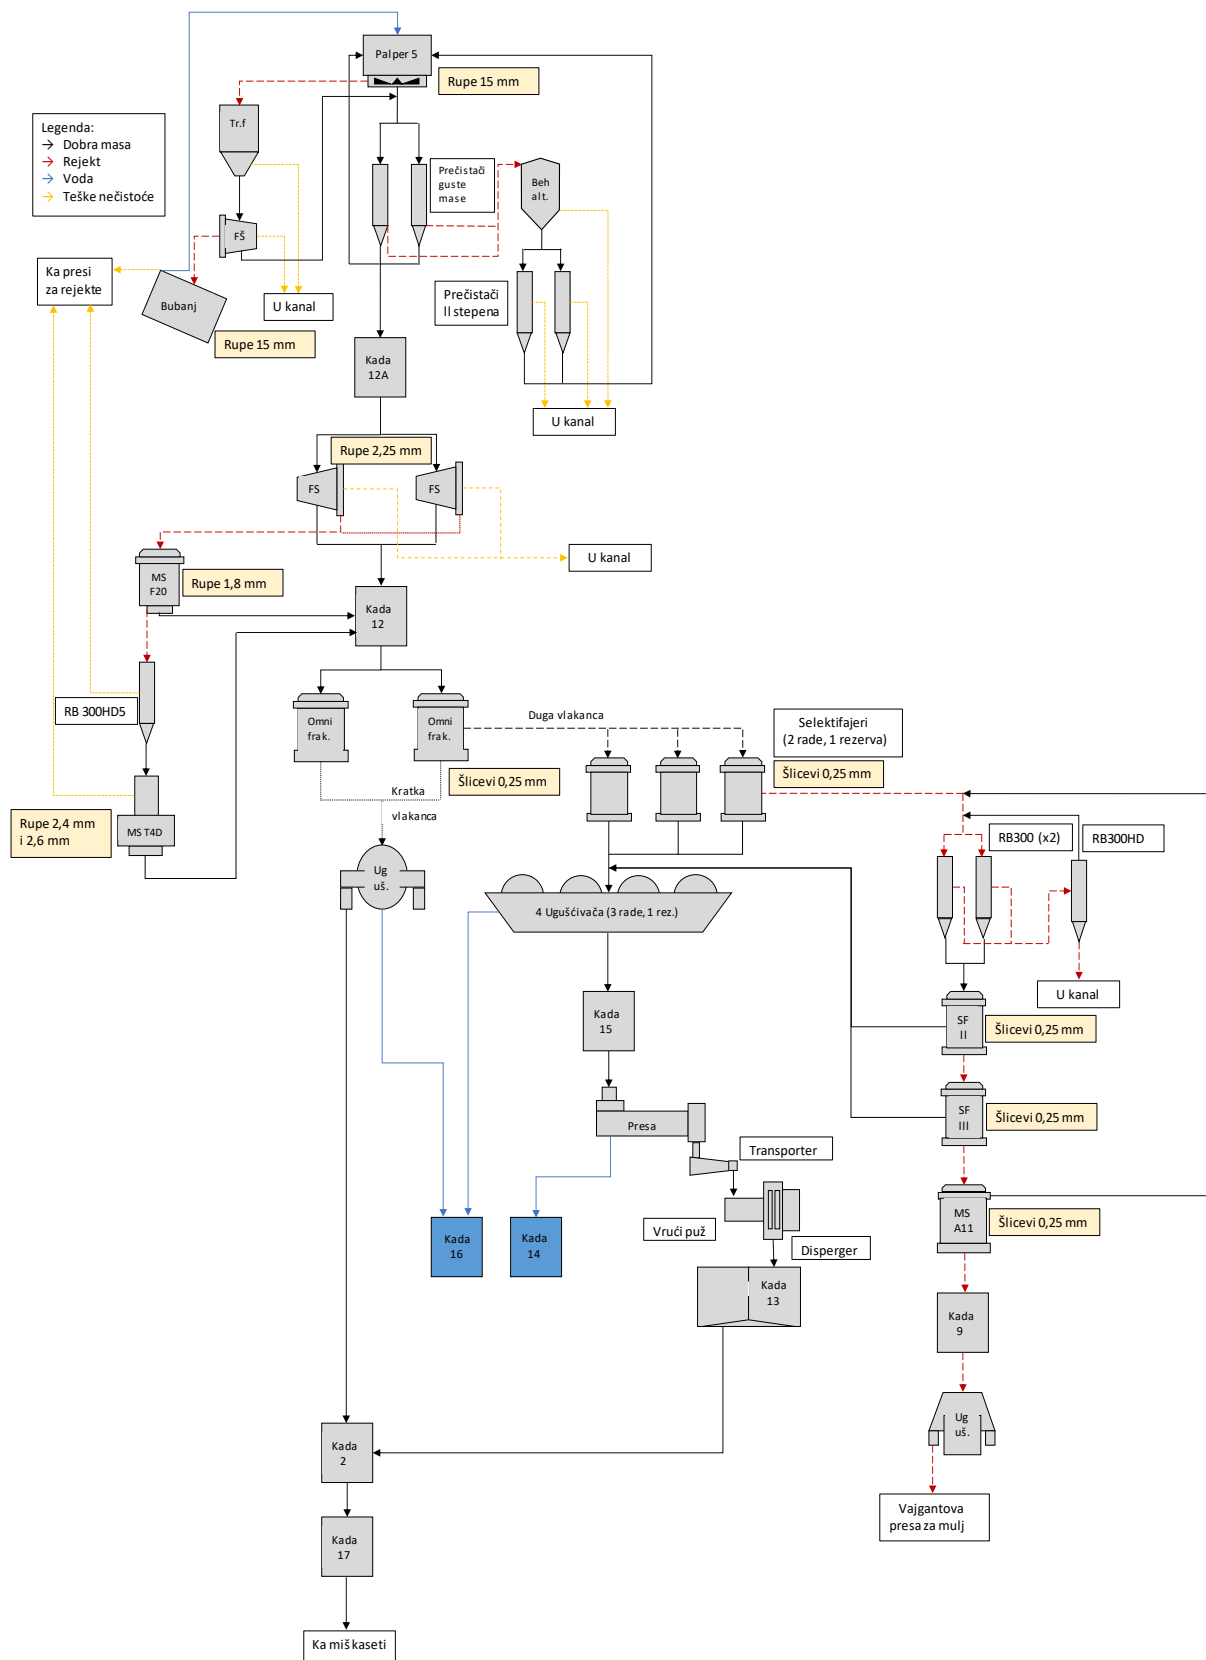 Palper 5
Rupe 15 mm
Legenda:
Dobra masa
Rejekt
Voda
Teške nečistoće
Tr.f
Prečistači
guste
mase
Beh
alt.
FŠ
Ka presi
za rejekte
Bubanj
U kanal
Prečistači
II stepena
Rupe 15 mm
Kada
12A
U kanal
Rupe 2,25 mm
FS
FS
U kanal
MS
F20
Rupe 1,8 mm
Kada
12
RB 300HD5
Omni
frak.
Omni
frak.
Duga vlakanca
Selektifajeri
(2 rade, 1 rezerva)
Šlicevi 0,25 mm
Šlicevi 0,25 mm
Kratka
vlakanca
MS T4D
Rupe 2,4 mm
i 2,6 mm
RB300 (x2)
RB300HD
Ug
uš.
4 Ugušćivača (3 rade, 1 rez.)
U kanal
Kada
15
SF
II
Šlicevi 0,25 mm
SF
III
Šlicevi 0,25 mm
Presa
Transporter
MS
A11
Šlicevi 0,25 mm
Vrući puž
Disperger
Kada
16
Kada
14
Kada
13
Kada
9
Ug
uš.
Kada
2
Vajgantova
presa za mulj
Kada
17
Ka miš kaseti